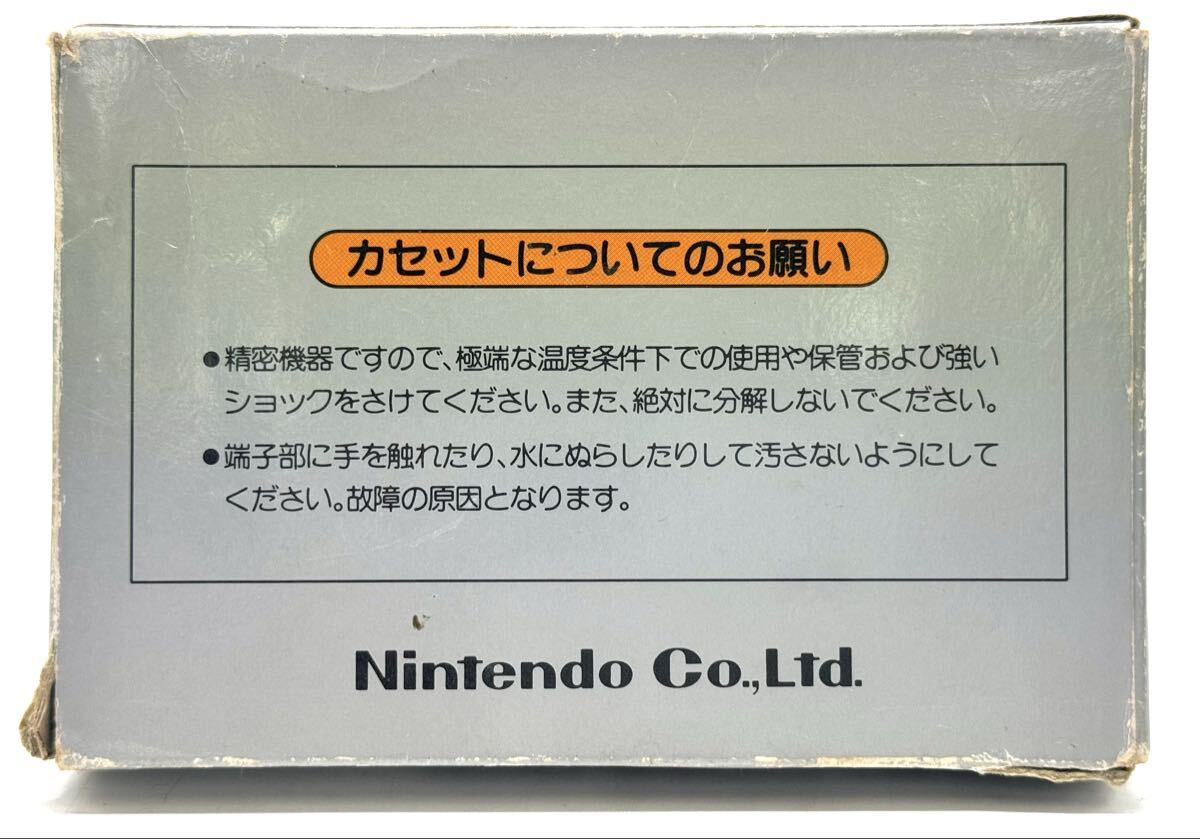 カセットについてのお願い
●精密機器ですので、極端な温度条件下での使用や保管および強い
ショックをさけてください。また、絶対に分解しないでください。
●端子部に手を触れたり、水にぬらしたりして汚さないようにして
ください。故障の原因となります。
Nintendo Co.,Ltd.